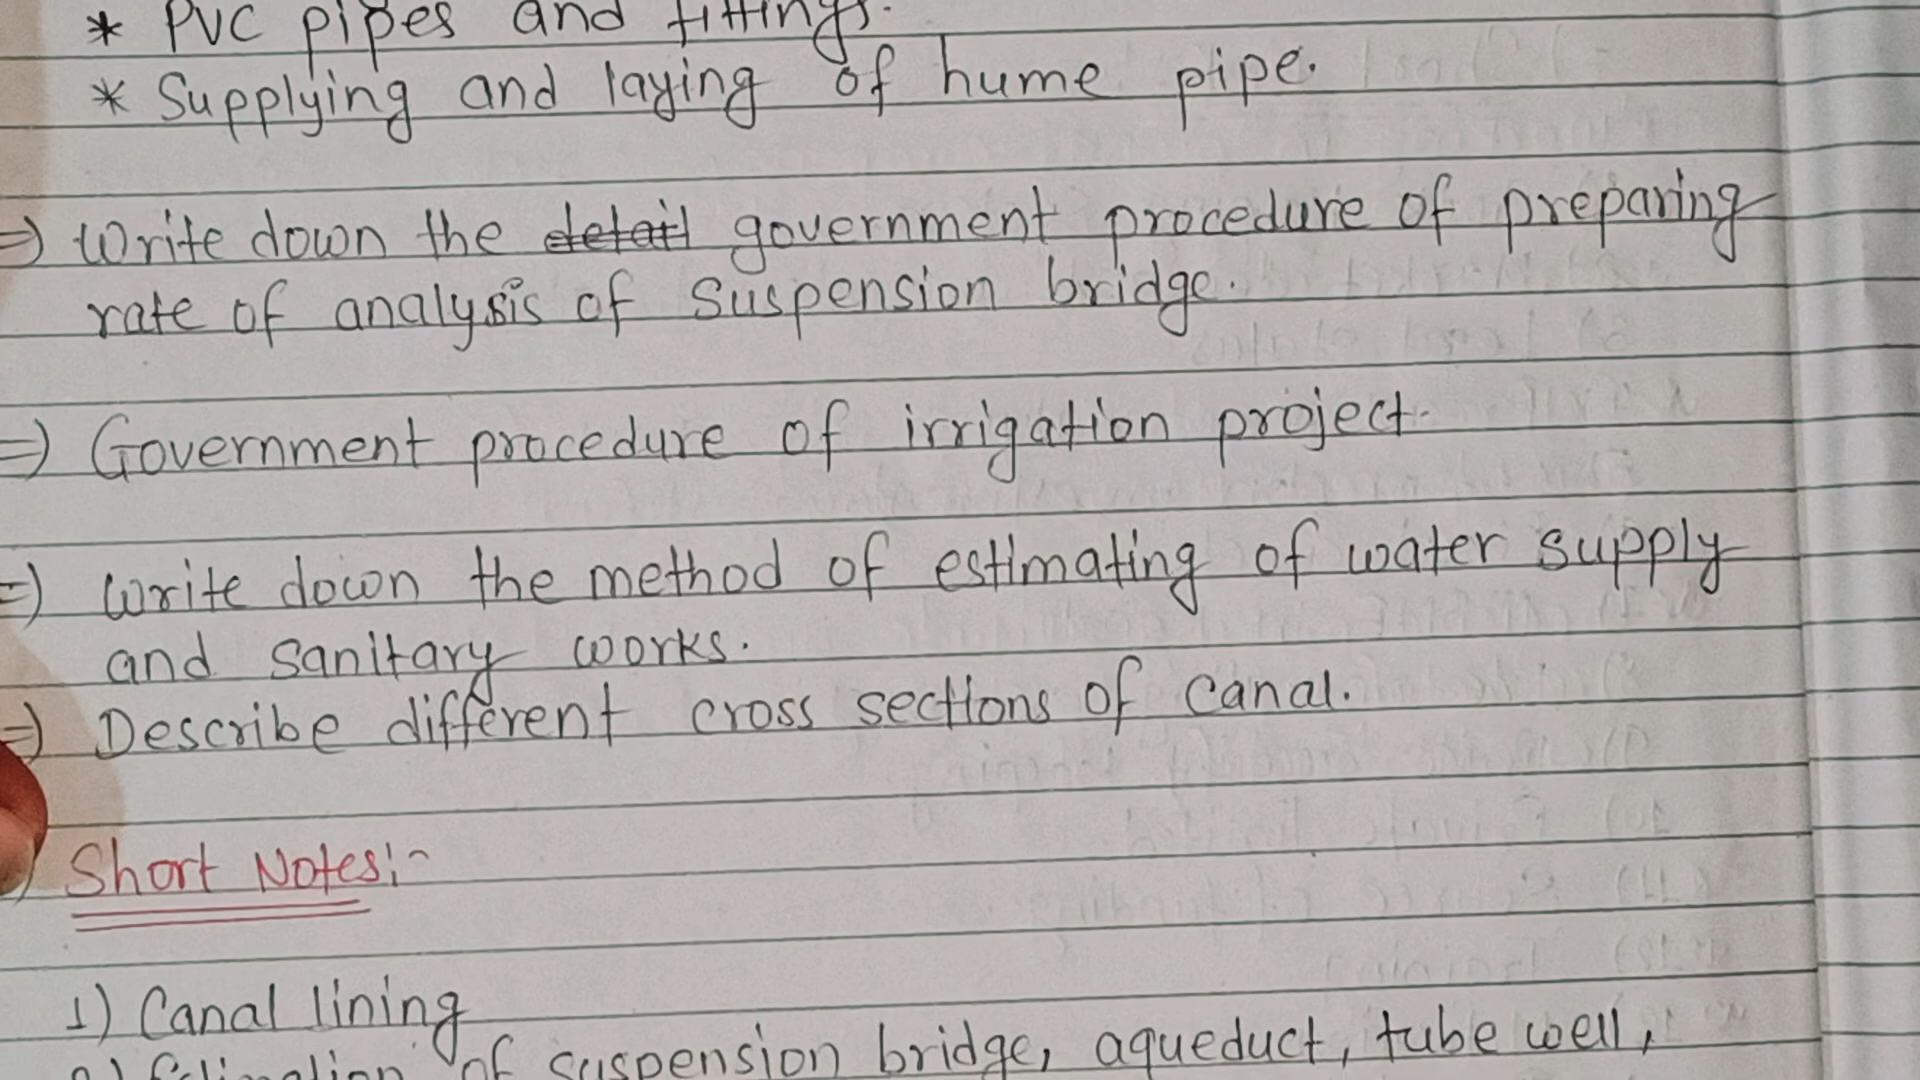 * PVC pipes and fittings.
* Supplying and laying of hume pipe.
=) Write down the detail government procedure of preparing
rate of analysis of suspension bridge.
=) Government procedure of irrigation project.
=) Write down the method of estimating of water supply
and sanitary works.
=) Describe different cross sections of canal.
Short Notes:-
1) Canal lining
2) Estimation of suspension bridge, aqueduct, tube well,